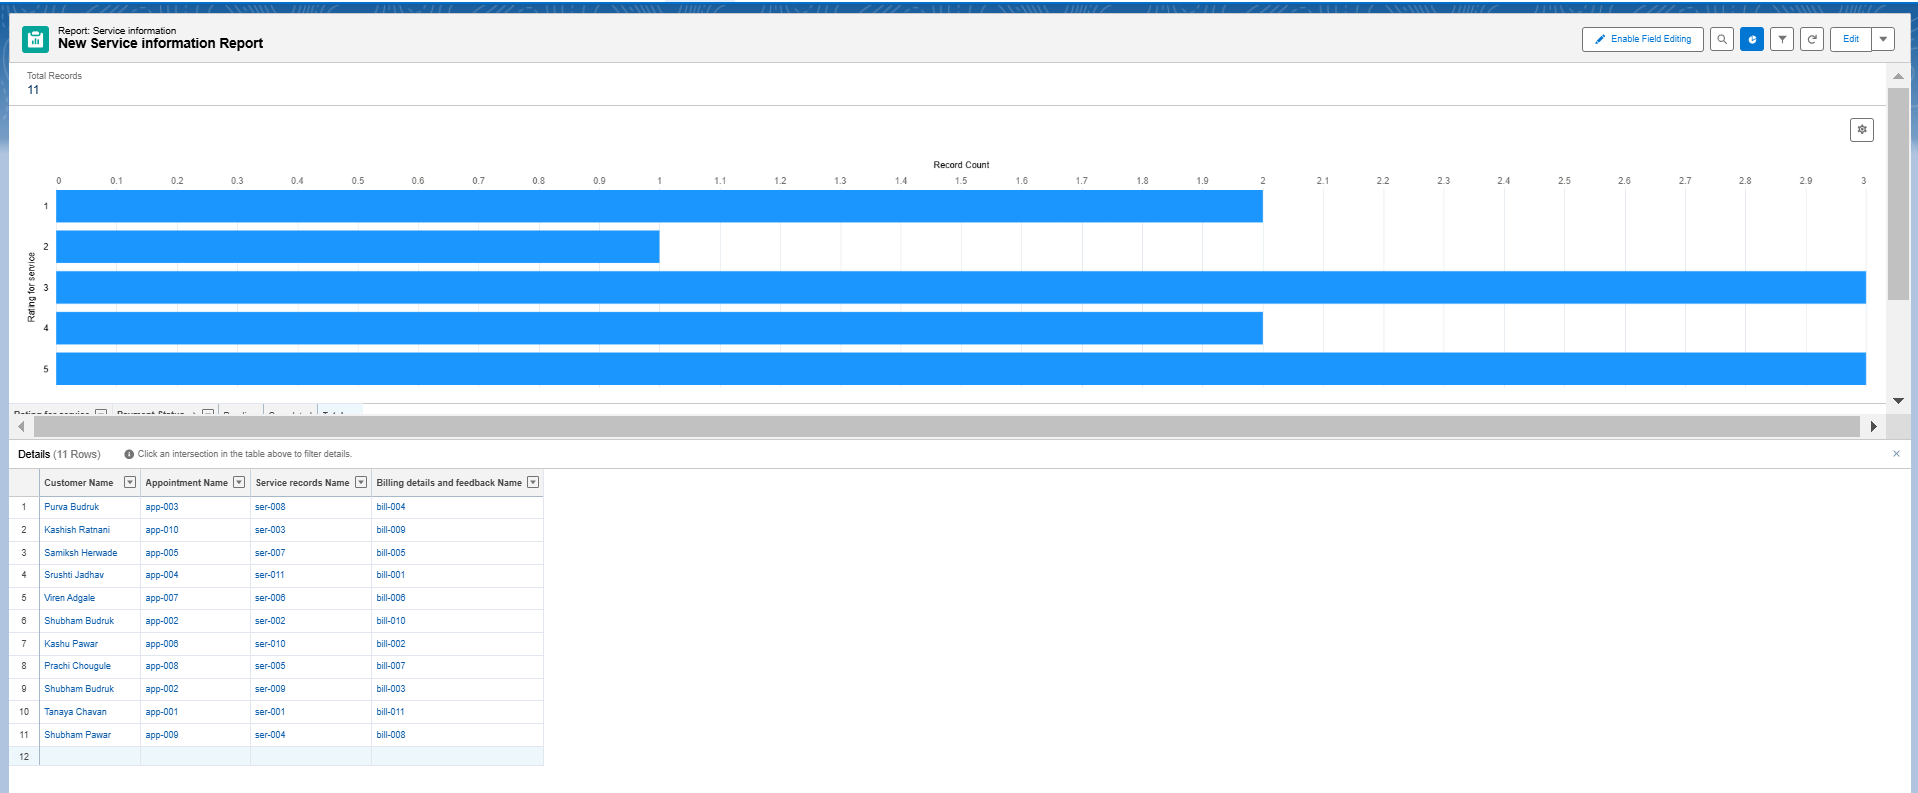 Report: Service information
New Service information Report
Enable Field Editing
Edit
Total Records
11
Record Count
0 0.1 0.2 0.3 0.4 0.5 0.6 0.7 0.8 0.9 1 1.1 1.2 1.3 1.4 1.5 1.6 1.7 1.8 1.9 2 2.1 2.2 2.3 2.4 2.5 2.6 2.7 2.8 2.9 3
Rating for service
1
2
3
4
5
Rating for service Payment Status Total
Details (11 Rows) Click an intersection in the table above to filter details.
Customer Name Appointment Name Service records Name Billing details and feedback Name
1 Purva Budruk app-003 ser-008 bill-004
2 Kashish Ratnani app-010 ser-003 bill-009
3 Samiksh Herwade app-005 ser-007 bill-005
4 Srushti Jadhav app-004 ser-011 bill-001
5 Viren Adgale app-007 ser-006 bill-006
6 Shubham Budruk app-002 ser-002 bill-010
7 Kashu Pawar app-006 ser-010 bill-002
8 Prachi Chougule app-008 ser-005 bill-007
9 Shubham Budruk app-002 ser-009 bill-003
10 Tanaya Chavan app-001 ser-001 bill-011
11 Shubham Pawar app-009 ser-004 bill-008
12